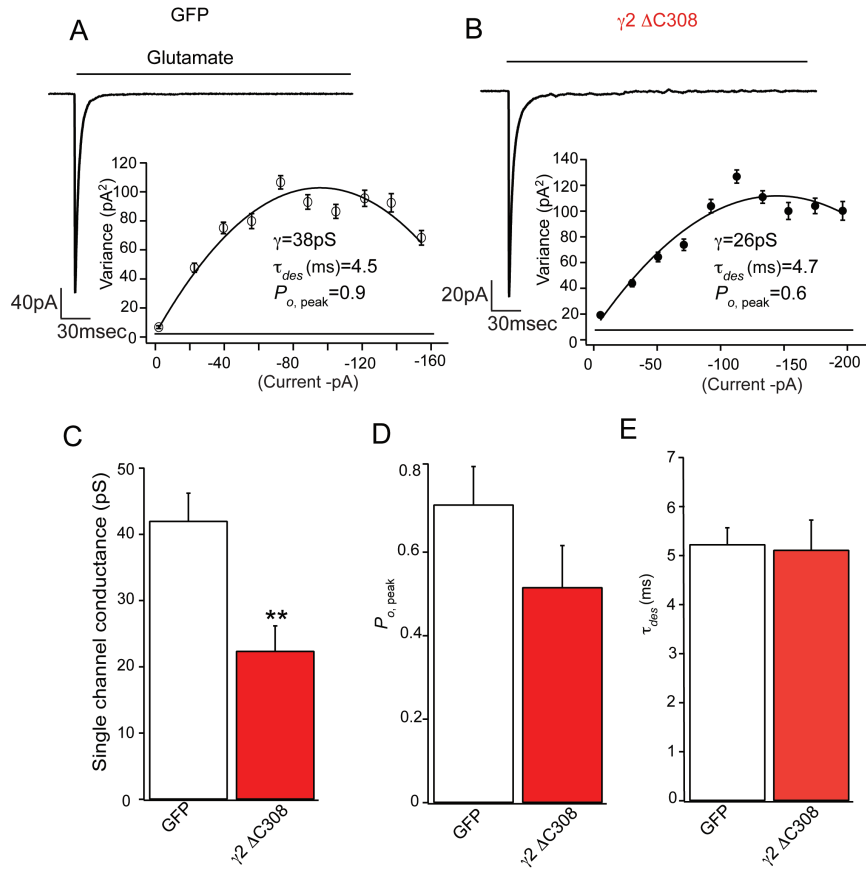 A
GFP
Glutamate
40pA
30msec
Variance (pA²)
120
100
80
60
40
20
0
γ=38pS
τdes (ms)=4.5
Po, peak=0.9
0
-40
-80
-120
-160
(Current -pA)
B
γ2 ΔC308
20pA
30msec
Variance (pA²)
140
120
100
80
60
40
20
0
γ=26pS
τdes (ms)=4.7
Po, peak=0.6
0
-50
-100
-150
-200
(Current -pA)
C
Single channel conductance (pS)
50
40
30
20
10
0
**
GFP
γ2 ΔC308
D
Po, peak
0.8
0.6
0.4
0.2
0
GFP
γ2 ΔC308
E
τdes (ms)
7
6
5
4
3
2
1
0
GFP
γ2 ΔC308